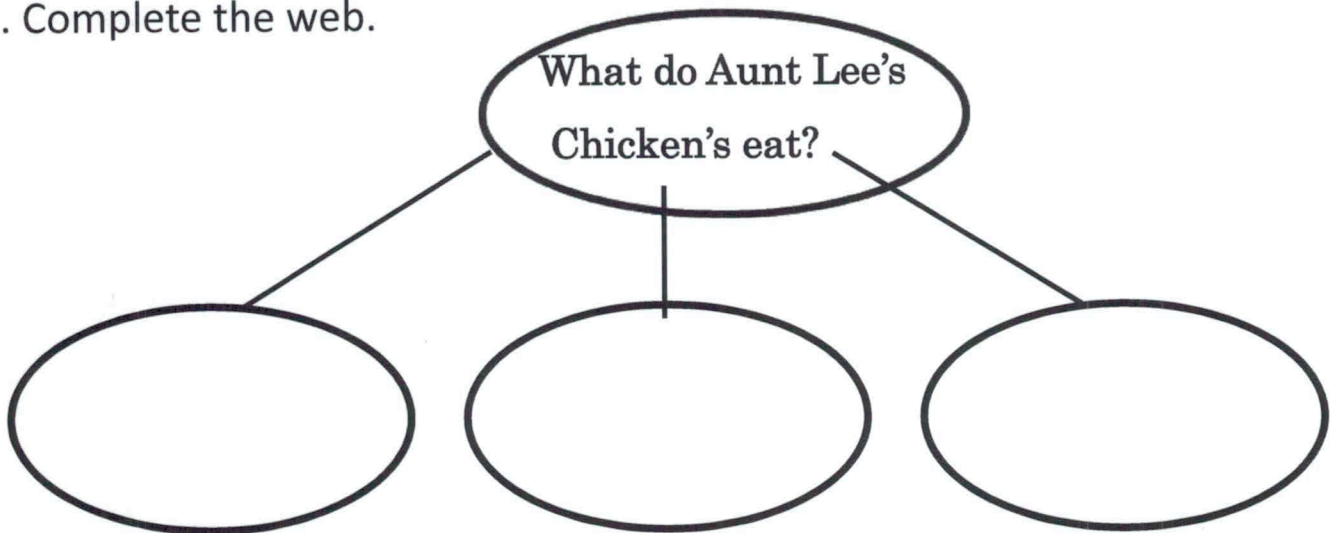 . Complete the web.
What do Aunt Lee's
Chicken's eat?